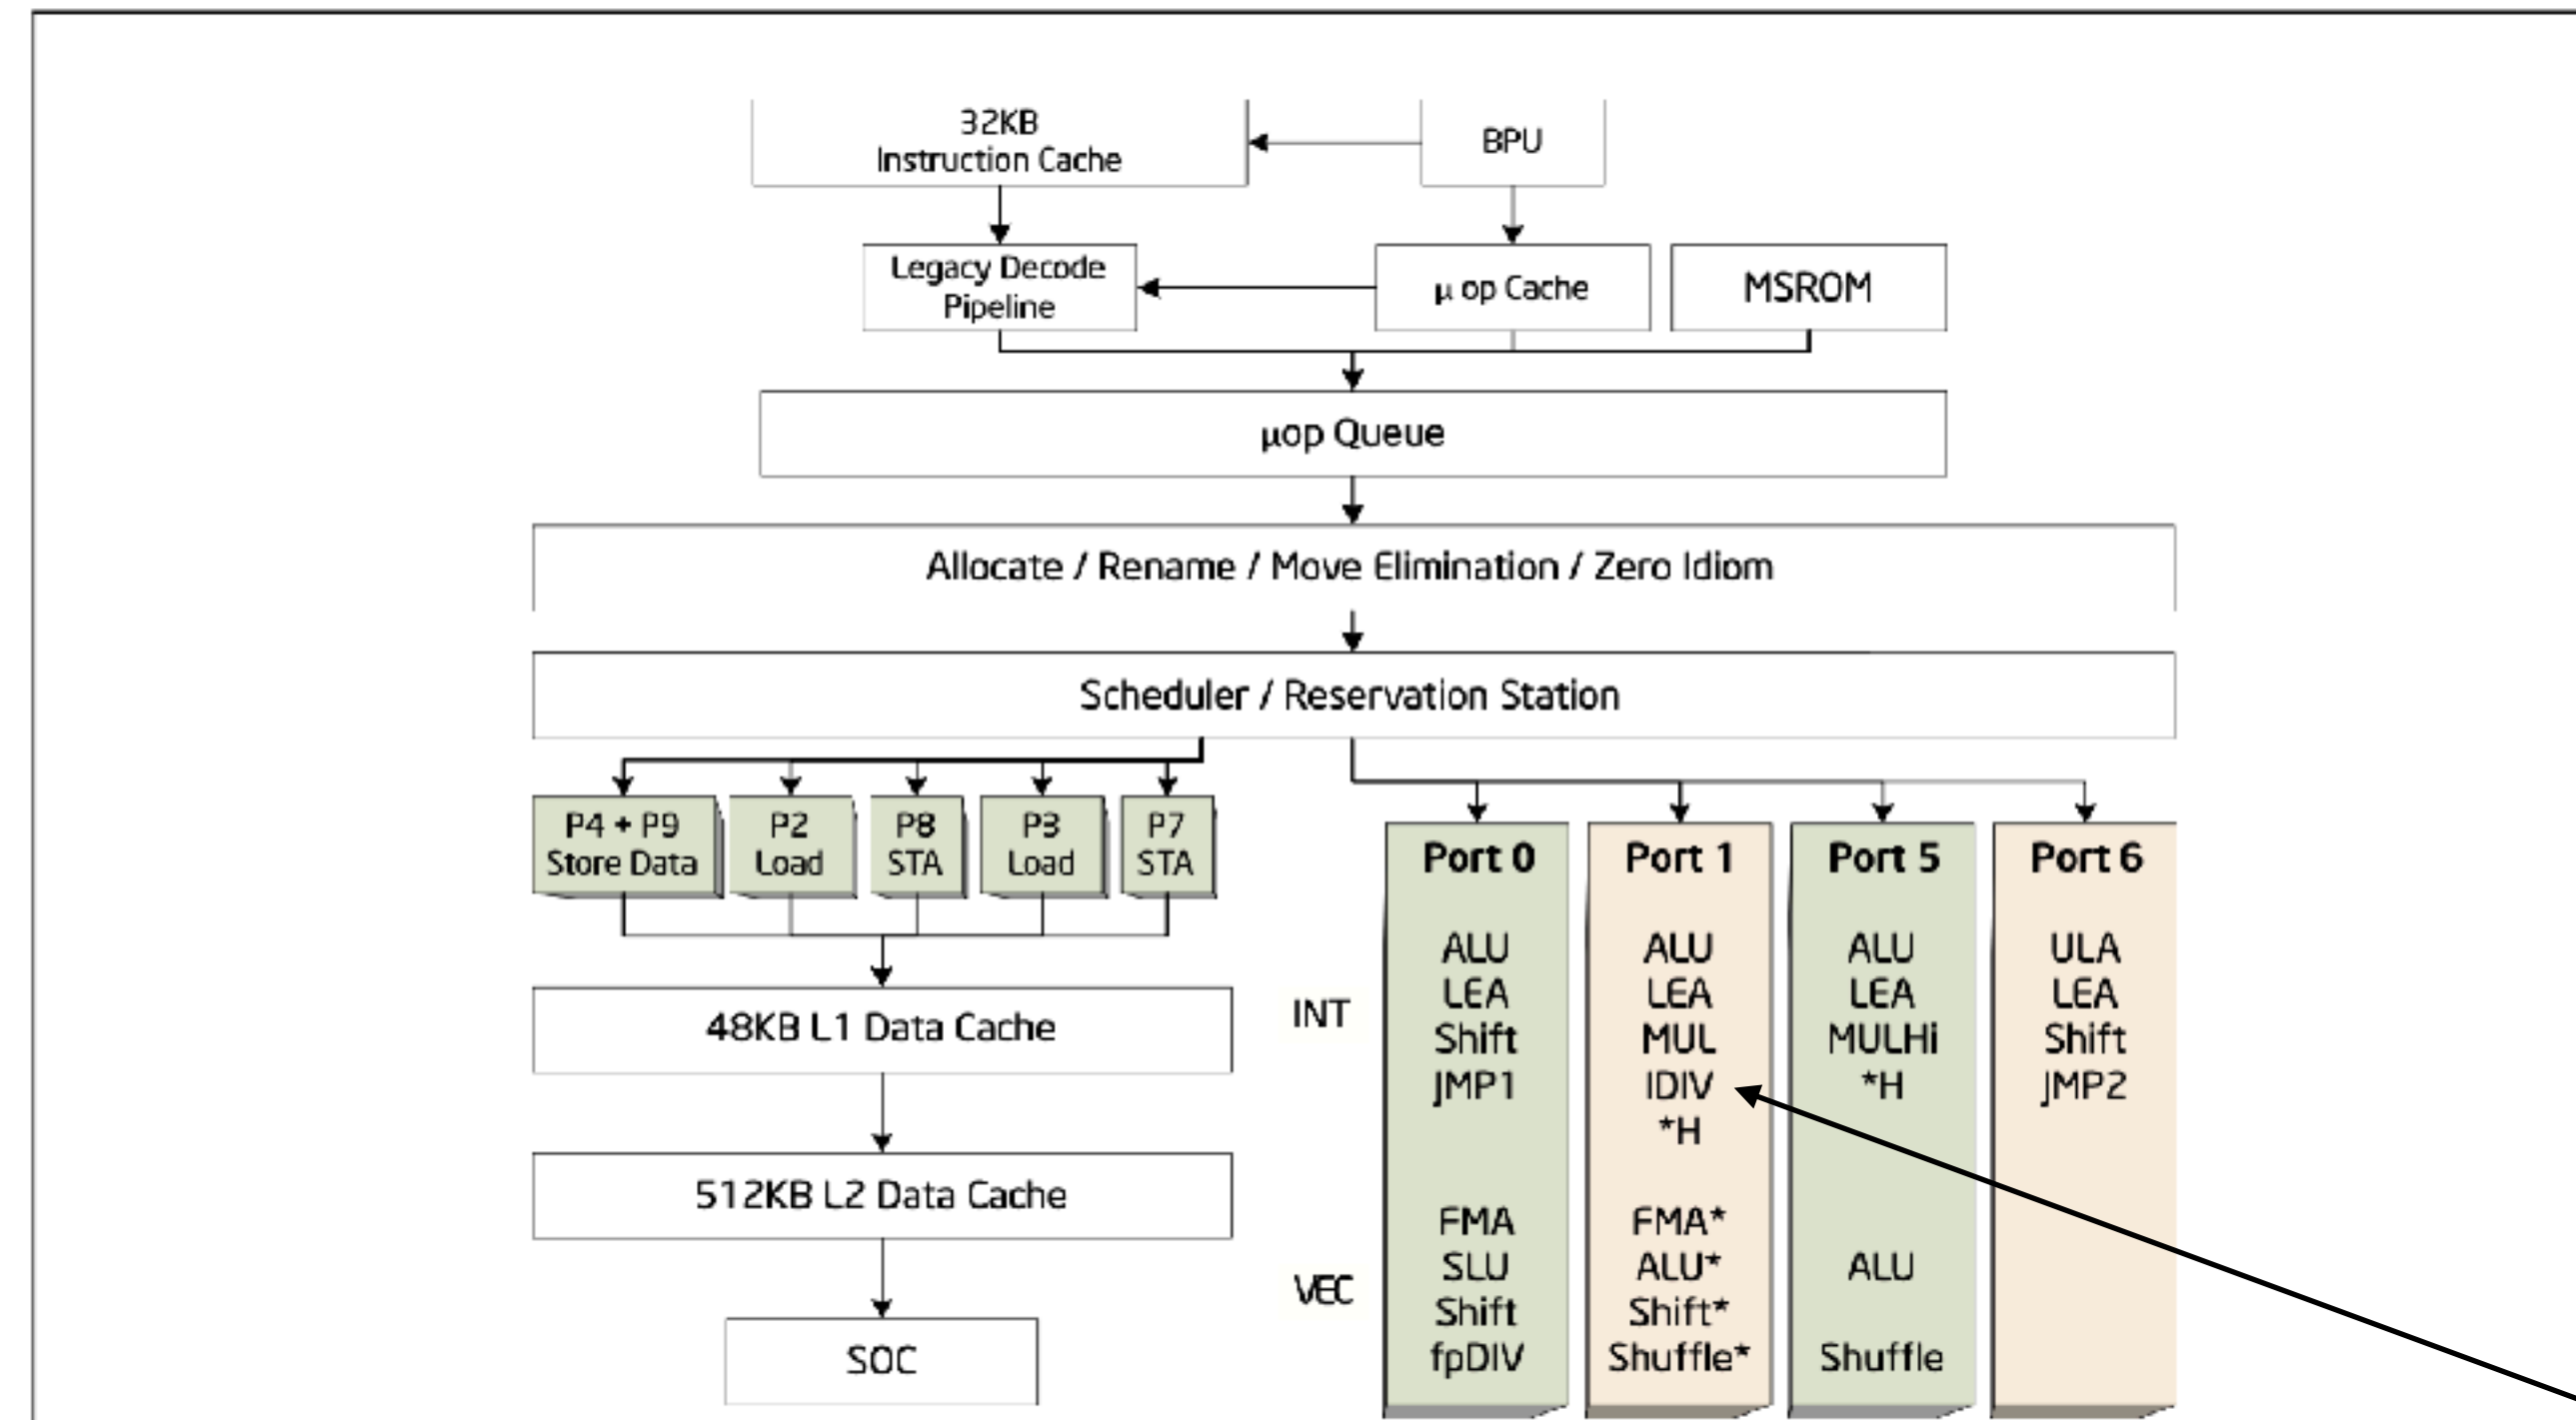 32KB
Instruction Cache
BPU
Legacy Decode
Pipeline
μ op Cache
MSROM
μop Queue
Allocate / Rename / Move Elimination / Zero Idiom
Scheduler / Reservation Station
P4 + P9
Store Data
P2
Load
P8
STA
P3
Load
P7
STA
48KB L1 Data Cache
512KB L2 Data Cache
SOC
INT
VEC
Port 0
ALU
LEA
Shift
JMP1
FMA
SLU
Shift
fpDIV
Port 1
ALU
LEA
MUL
IDIV
*H
FMA*
ALU*
Shift*
Shuffle*
Port 5
ALU
LEA
MULHi
*H
ALU
Shuffle
Port 6
ULA
LEA
Shift
JMP2